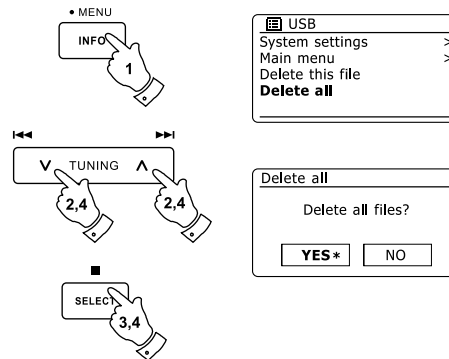 • MENU
INFO
1
TUNING
2,4
2,4
SELECT
3,4
USB
System settings >
Main menu >
Delete this file
Delete all
Delete all
Delete all files?
YES* NO